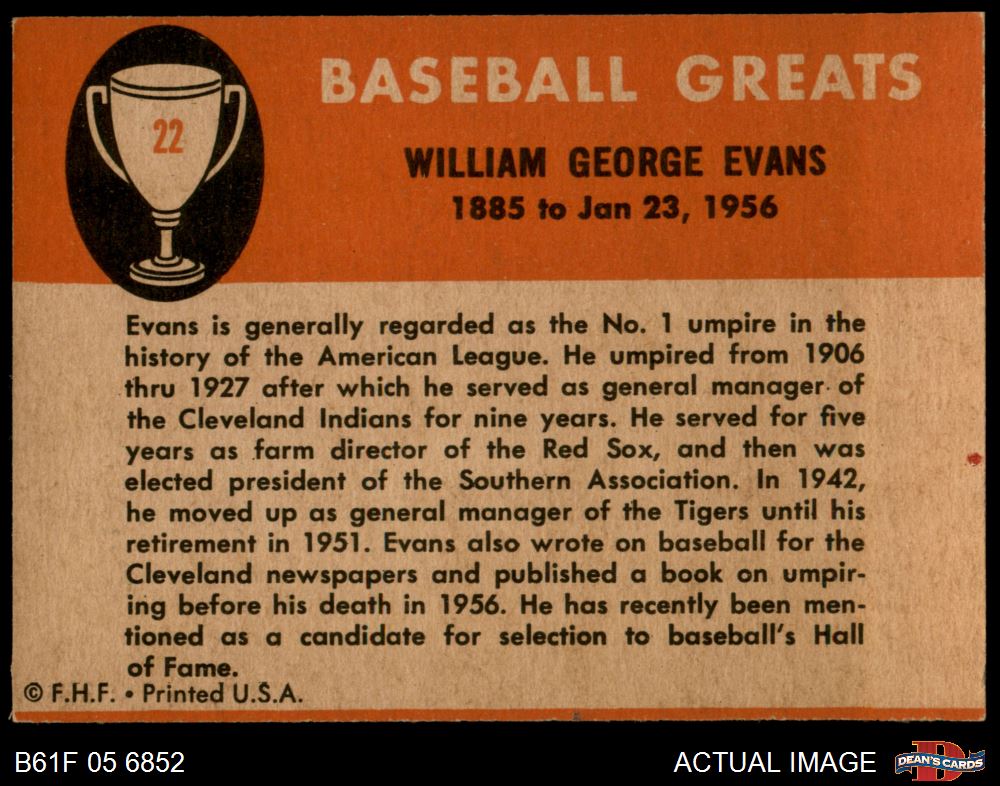 22
BASEBALL GREATS
WILLIAM GEORGE EVANS
1885 to Jan 23, 1956
Evans is generally regarded as the No. 1 umpire in the
history of the American League. He umpired from 1906
thru 1927 after which he served as general manager of
the Cleveland Indians for nine years. He served for five
years as farm director of the Red Sox, and then was
elected president of the Southern Association. In 1942,
he moved up as general manager of the Tigers until his
retirement in 1951. Evans also wrote on baseball for the
Cleveland newspapers and published a book on umpir-
ing before his death in 1956. He has recently been men-
tioned as a candidate for selection to baseball's Hall
of Fame.
© F.H.F. • Printed U.S.A.
B61F 05 6852
ACTUAL IMAGE
D
DEAN'S CARDS